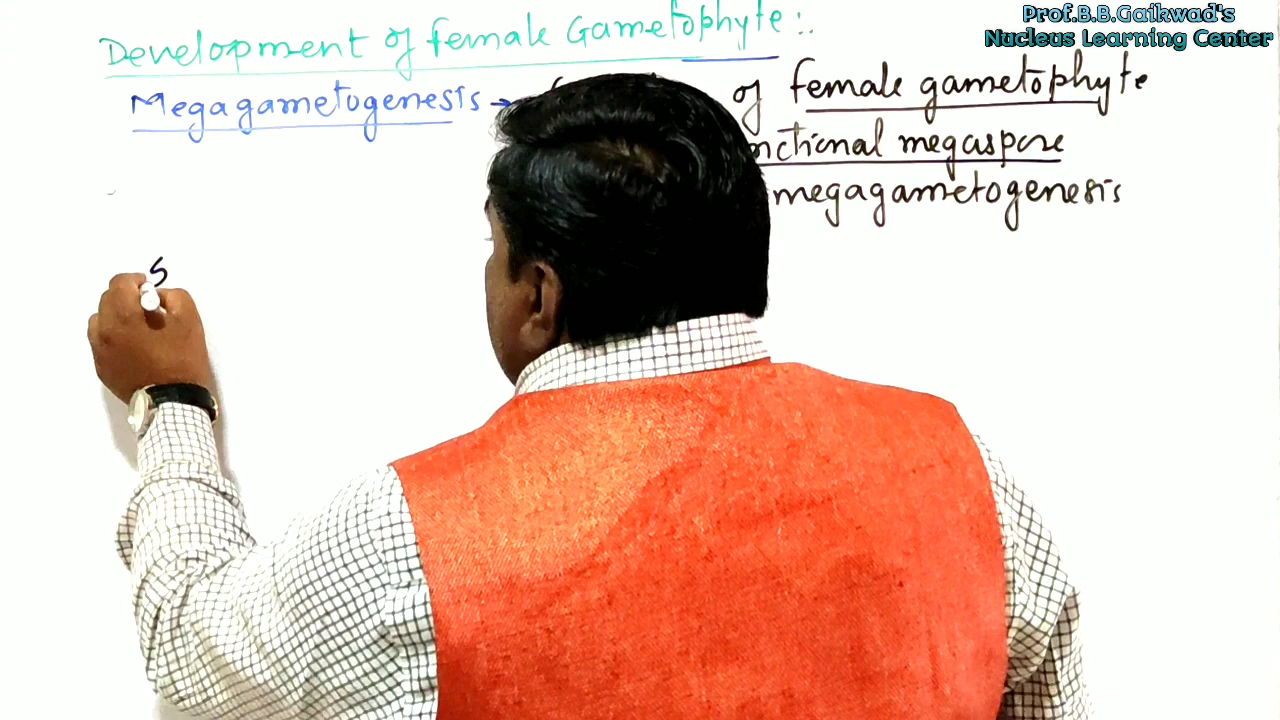 Prof.B.B.Gaikwad's
Nucleus Learning Center
Development of female Gametophyte :.
Megagametogenesis → of female gametophyte
nctional megaspore
megagametogenesis
S